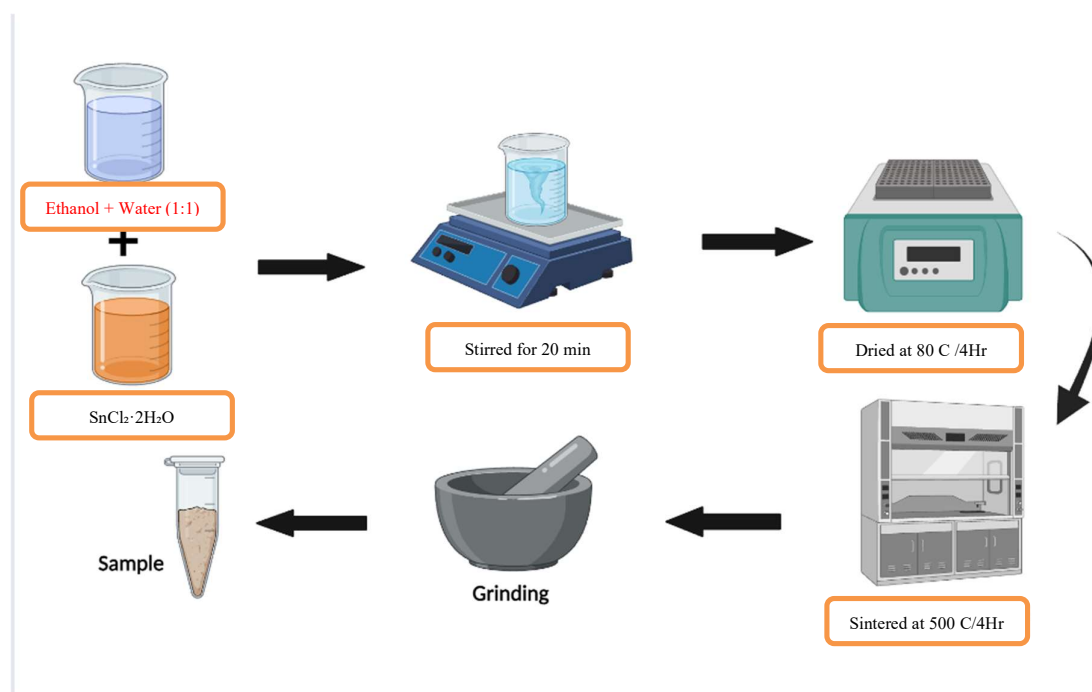 Ethanol + Water (1:1)
+
SnCl₂·2H₂O
Stirred for 20 min
Dried at 80 C /4Hr
Sintered at 500 C/4Hr
Grinding
Sample